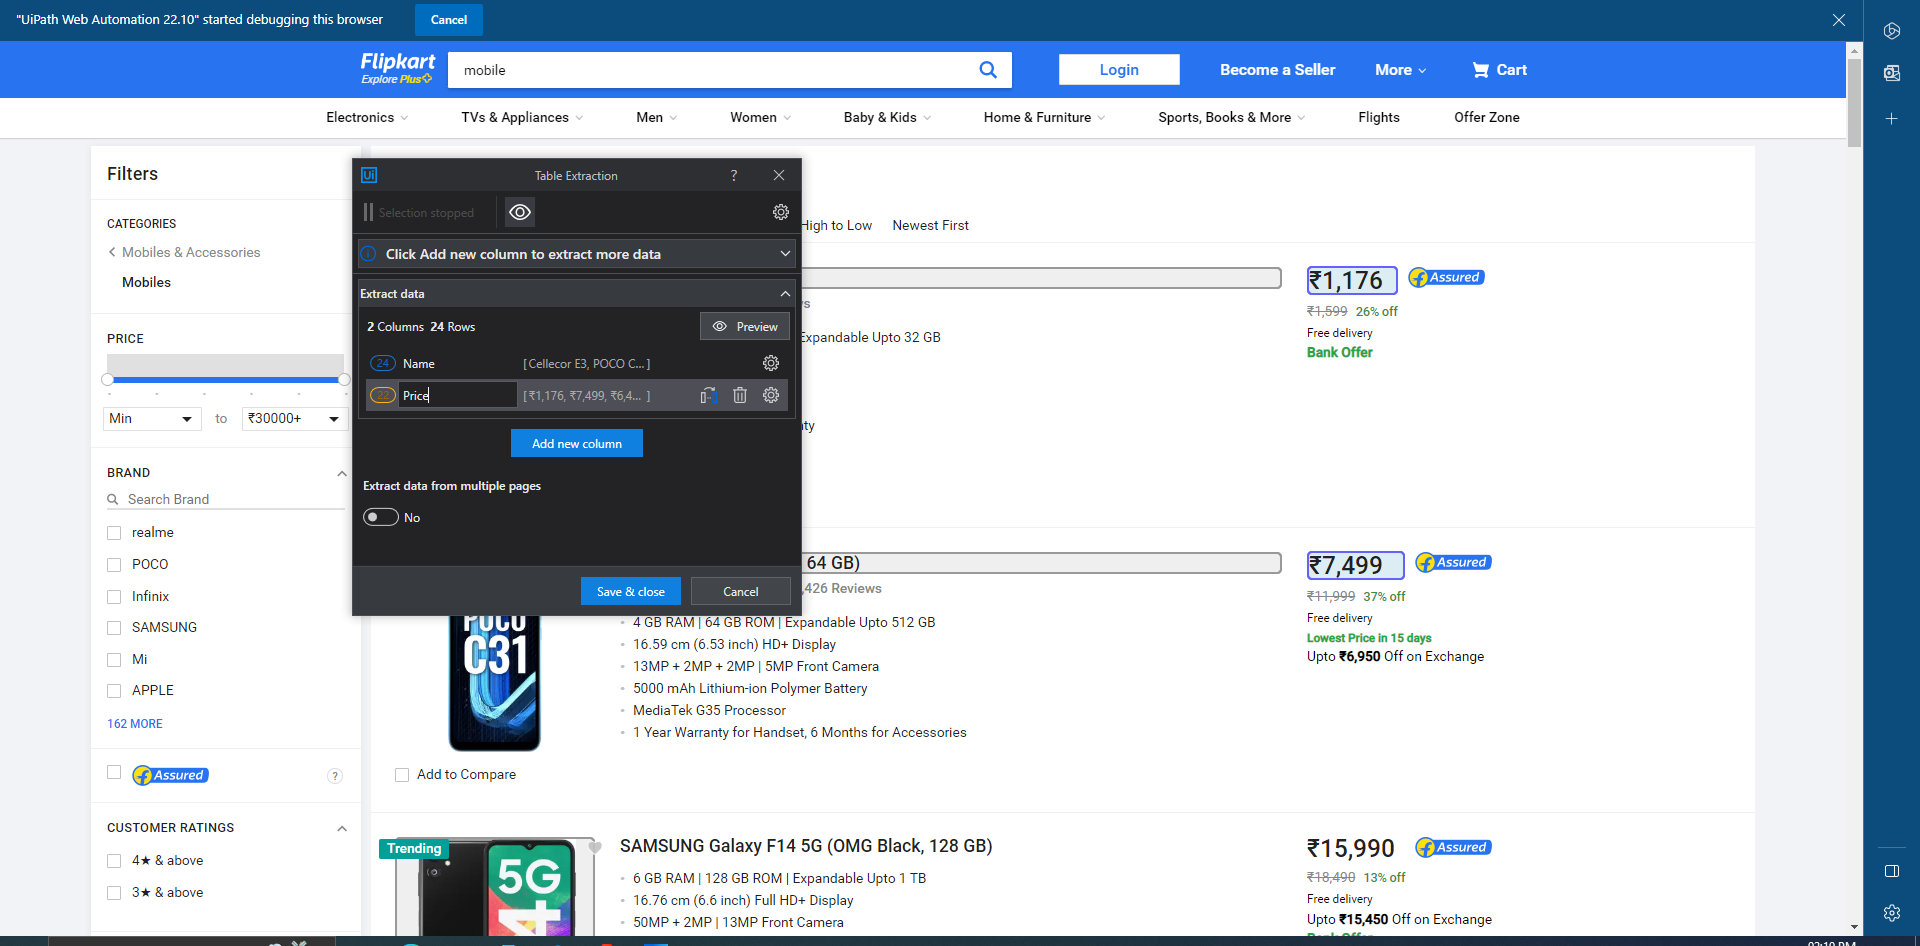 "UiPath Web Automation 22.10" started debugging this browser
Cancel
Flipkart
Explore Plus
mobile
Login
Become a Seller
More
Cart
Electronics
TVs & Appliances
Men
Women
Baby & Kids
Home & Furniture
Sports, Books & More
Flights
Offer Zone
Filters
CATEGORIES
Mobiles & Accessories
Mobiles
PRICE
Min
to
₹30000+
BRAND
Search Brand
realme
POCO
Infinix
SAMSUNG
Mi
APPLE
162 MORE
Assured
?
CUSTOMER RATINGS
4★ & above
3★ & above
Ui
Table Extraction
?
Selection stopped
Click Add new column to extract more data
Extract data
2 Columns 24 Rows
Preview
24 Name [Cellecor E3, POCO C... ]
22 Price [₹1,176, ₹7,499, ₹6,4... ]
Add new column
Extract data from multiple pages
No
Save & close
Cancel
High to Low
Newest First
₹1,176
Assured
₹1,599 26% off
Free delivery
Bank Offer
Expandable Upto 32 GB
64 GB)
,426 Reviews
4 GB RAM | 64 GB ROM | Expandable Upto 512 GB
16.59 cm (6.53 inch) HD+ Display
13MP + 2MP + 2MP | 5MP Front Camera
5000 mAh Lithium-ion Polymer Battery
MediaTek G35 Processor
1 Year Warranty for Handset, 6 Months for Accessories
₹7,499
Assured
₹11,999 37% off
Free delivery
Lowest Price in 15 days
Upto ₹6,950 Off on Exchange
POCO
C31
Add to Compare
Trending
5G
SAMSUNG Galaxy F14 5G (OMG Black, 128 GB)
6 GB RAM | 128 GB ROM | Expandable Upto 1 TB
16.76 cm (6.6 inch) Full HD+ Display
50MP + 2MP | 13MP Front Camera
₹15,990
Assured
₹18,490 13% off
Free delivery
Upto ₹15,450 Off on Exchange